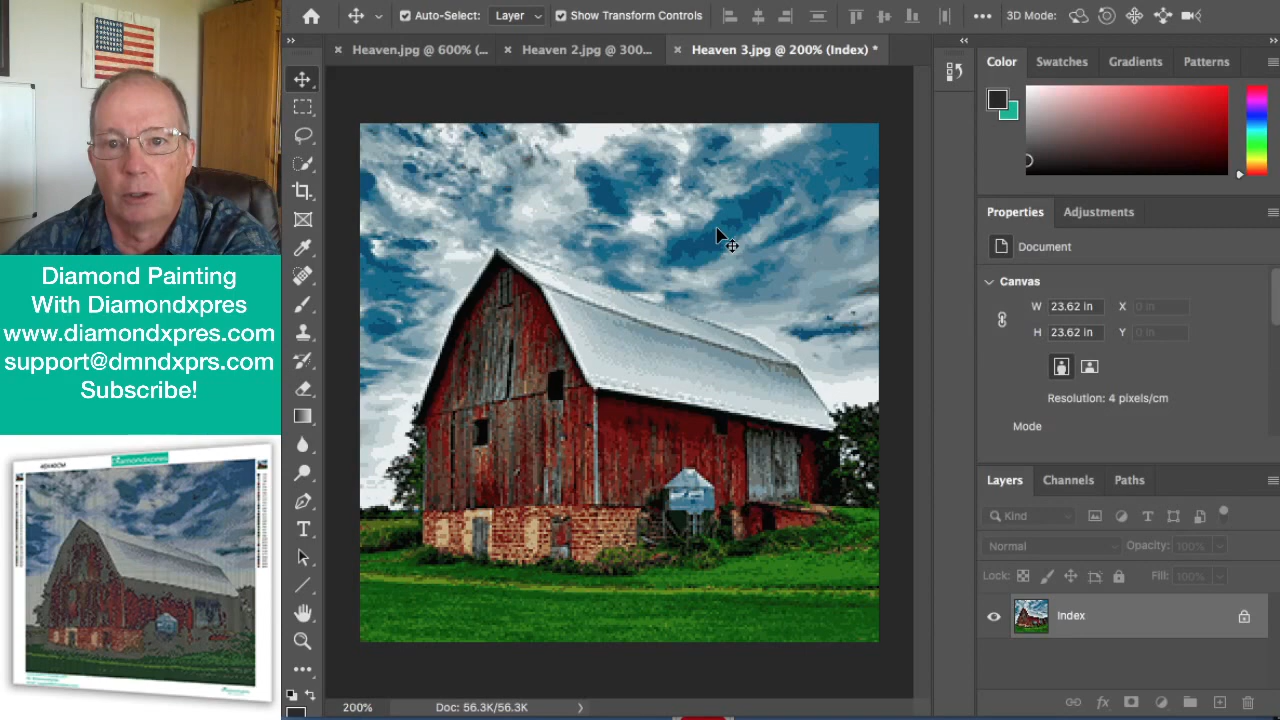 Auto-Select: Layer Show Transform Controls 3D Mode:
Heaven.jpg @ 600% (... Heaven 2.jpg @ 300... Heaven 3.jpg @ 200% (Index) *
Color Swatches Gradients Patterns
Properties Adjustments
Document
Canvas
W 23.62 in X 0 in
H 23.62 in Y 0 in
Resolution: 4 pixels/cm
Mode
Layers Channels Paths
Kind
Normal Opacity: 100%
Lock: Fill: 100%
Index
200% Doc: 56.3K/56.3K
Diamond Painting
With Diamondxpres
www.diamondxpres.com
support@dmndxprs.com
Subscribe!
40X40CM
Diamondxpres